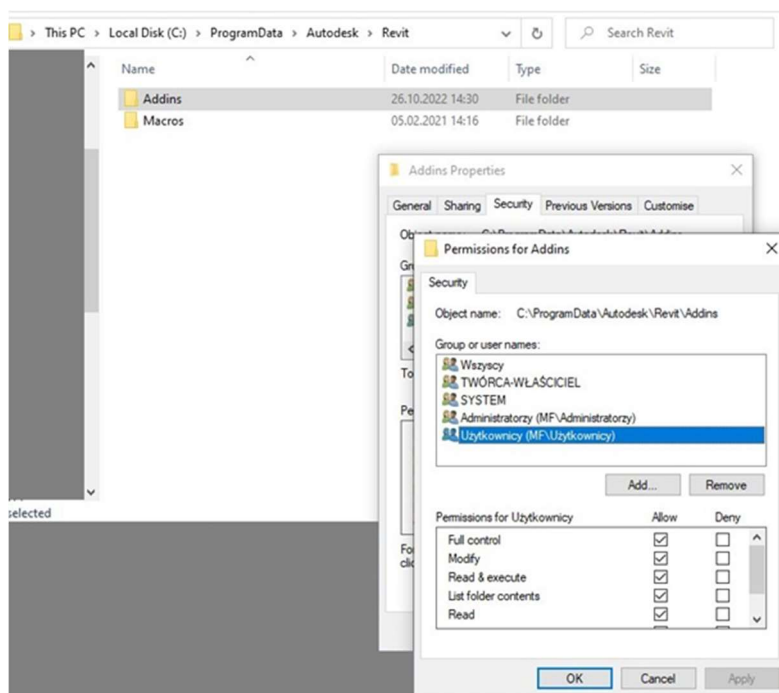 This PC > Local Disk (C:) > ProgramData > Autodesk > Revit
Search Revit
Name Date modified Type Size
Addins 26.10.2022 14:30 File folder
Macros 05.02.2021 14:16 File folder
Addins Properties
General Sharing Security Previous Versions Customise
Permissions for Addins
Security
Object name: C:\ProgramData\Autodesk\Revit\Addins
Group or user names:
Wszyscy
TWÓRCA-WŁAŚCICIEL
SYSTEM
Administratorzy (MF\Administratorzy)
Użytkownicy (MF\Użytkownicy)
Add... Remove
selected
Permissions for Użytkownicy Allow Deny
Full control
Modify
Read & execute
List folder contents
Read
OK Cancel Apply